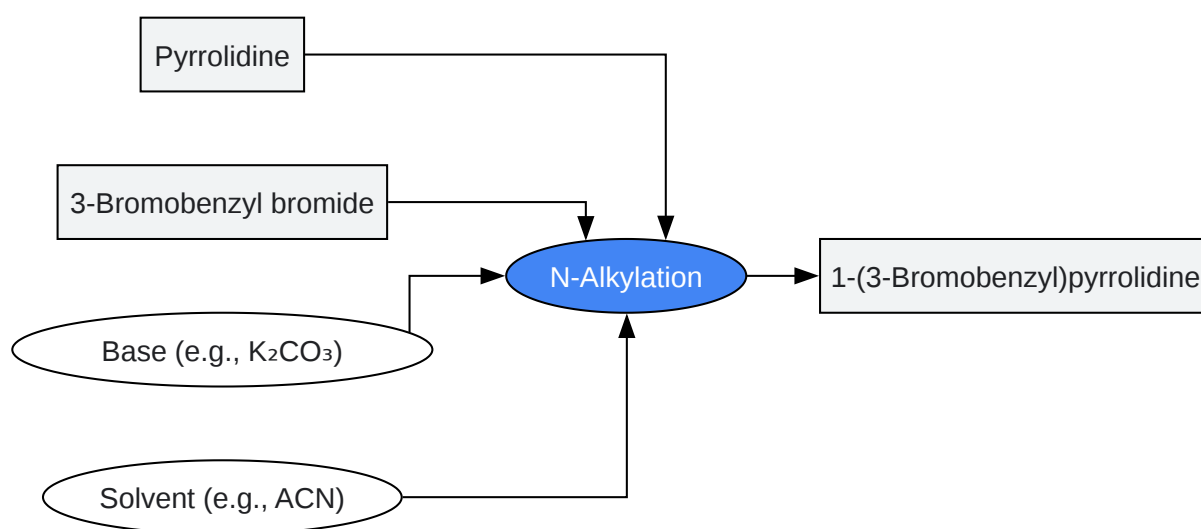 Pyrrolidine
3-Bromobenzyl bromide
N-Alkylation
1-(3-Bromobenzyl)pyrrolidine
Base (e.g., K₂CO₃)
Solvent (e.g., ACN)